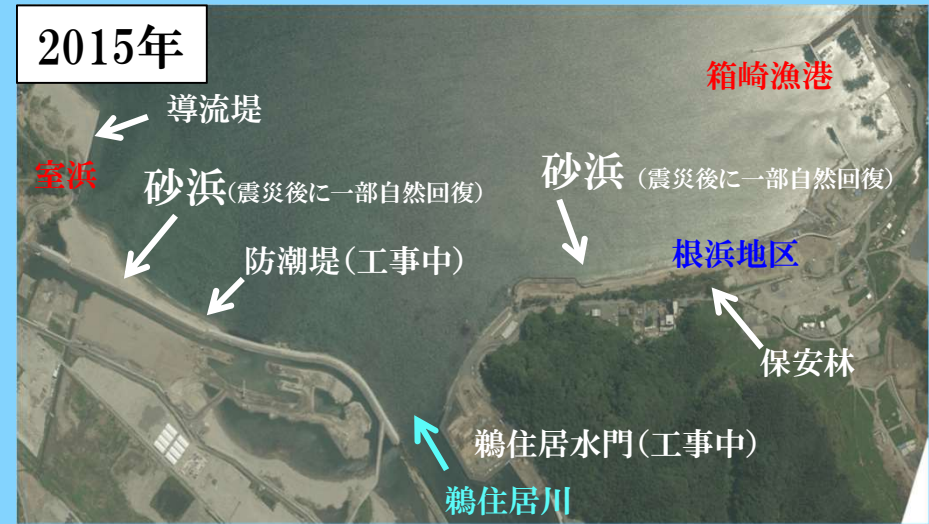 2015年
箱崎漁港
導流堤
室浜
砂浜(震災後に一部自然回復)
砂浜(震災後に一部自然回復)
防潮堤(工事中)
根浜地区
保安林
鵜住居水門(工事中)
鵜住居川